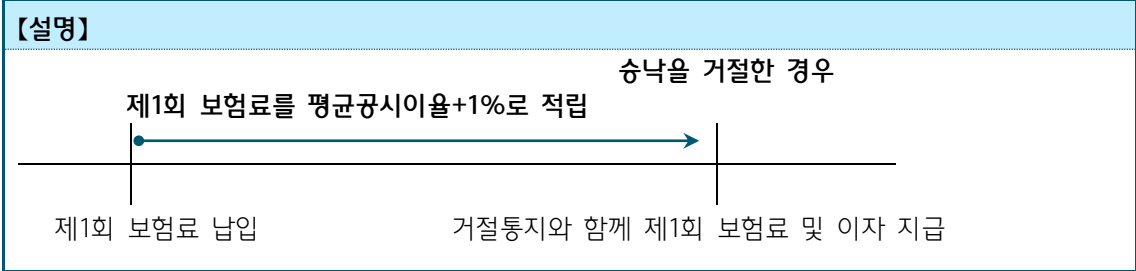 【설명】
승낙을 거절한 경우
제1회 보험료를 평균공시이율+1%로 적립
제1회 보험료 납입 거절통지와 함께 제1회 보험료 및 이자 지급